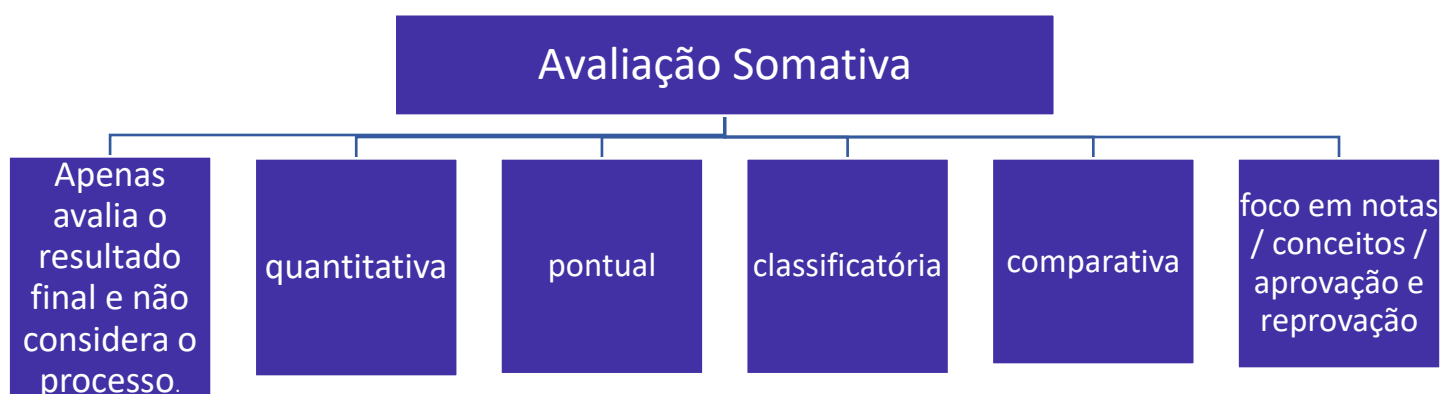 Avaliação Somativa
Apenas
avalia o
resultado
final e não
considera o
processo.
quantitativa
pontual
classificatória
comparativa
foco em notas
/ conceitos /
aprovação e
reprovação